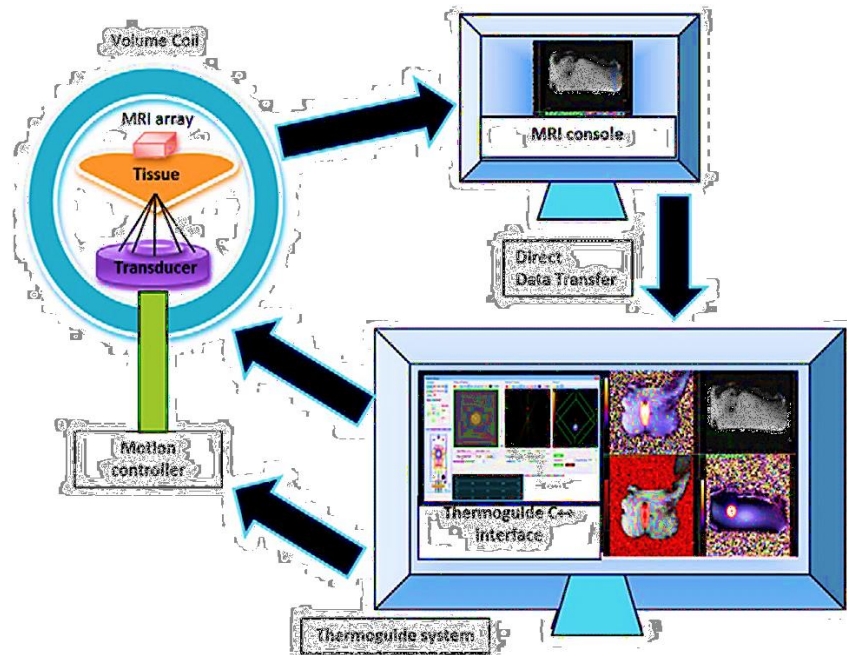 Volume Coil
MRI array
Tissue
Transducer
Motion
controller
MRI console
Direct
Data Transfer
Thermoguide C++
interface
Thermoguide system